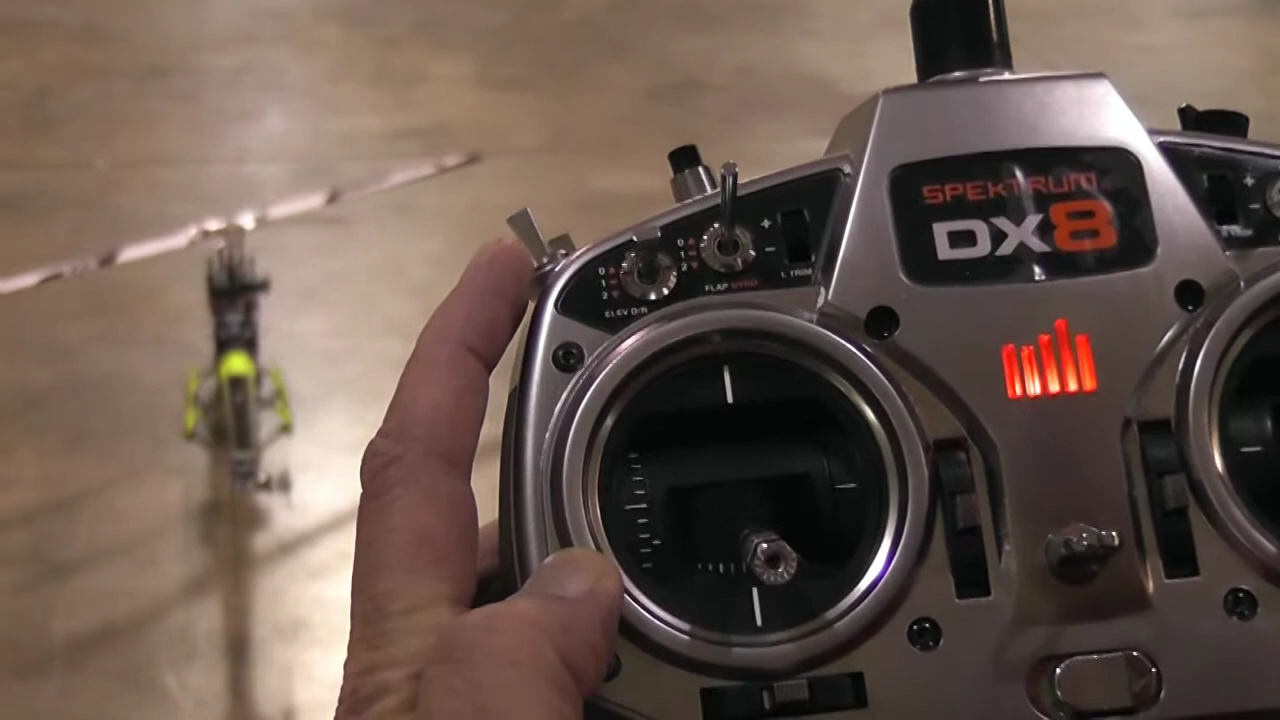 SPEKTRUM
DX8
0
1
2
ELEV D/R
0
1
2
FLAP GYRO
+
-
L TRIM
+
-